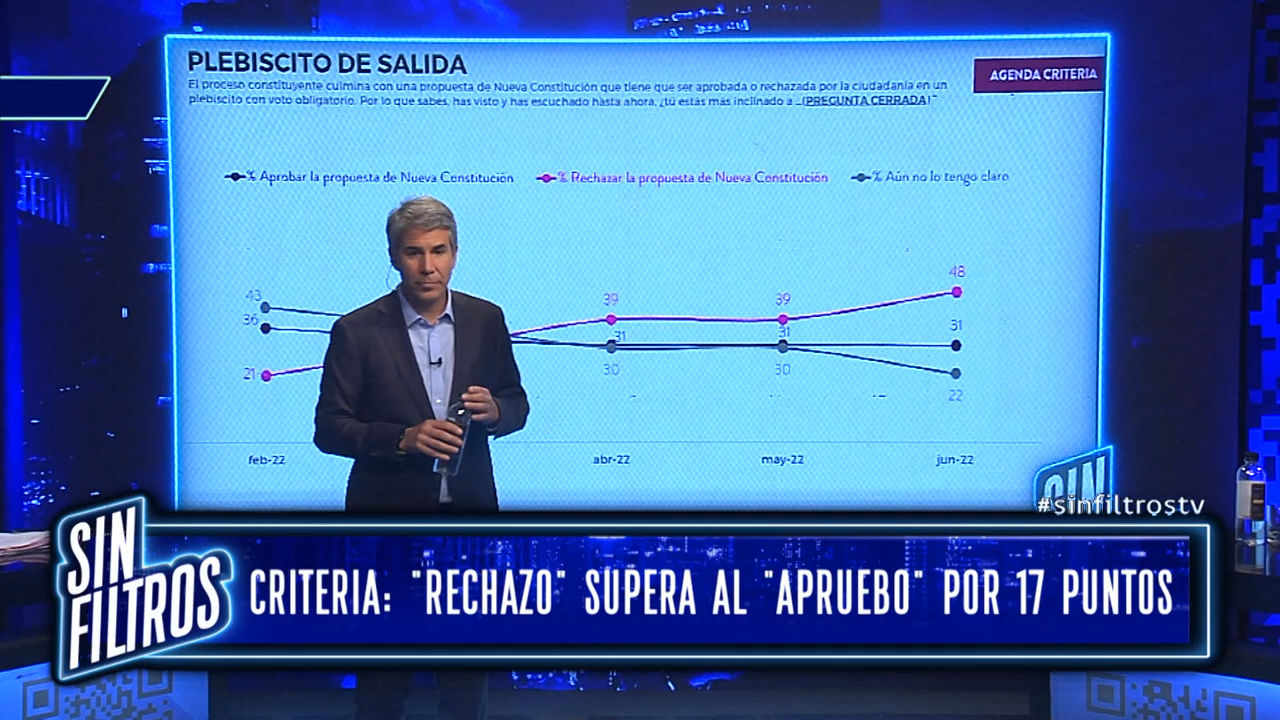 PLEBISCITO DE SALIDA
El proceso constituyente culmina con una propuesta de Nueva Constitución que tiene que ser aprobada o rechazada por la ciudadanía en un
plebiscito con voto obligatorio. Por lo que sabes, has visto y has escuchado hasta ahora, ¿tú estás más inclinado a ...(PREGUNTA CERRADA)
AGENDA CRITERIA
% Aprobar la propuesta de Nueva Constitución
% Rechazar la propuesta de Nueva Constitución
% Aún no lo tengo claro
43
36
21
39
31
30
39
31
30
48
31
22
feb-22
abr-22
may-22
jun-22
SIN
#sinfiltrostv
SIN
FILTROS
CRITERIA: "RECHAZO" SUPERA AL "APRUEBO" POR 17 PUNTOS